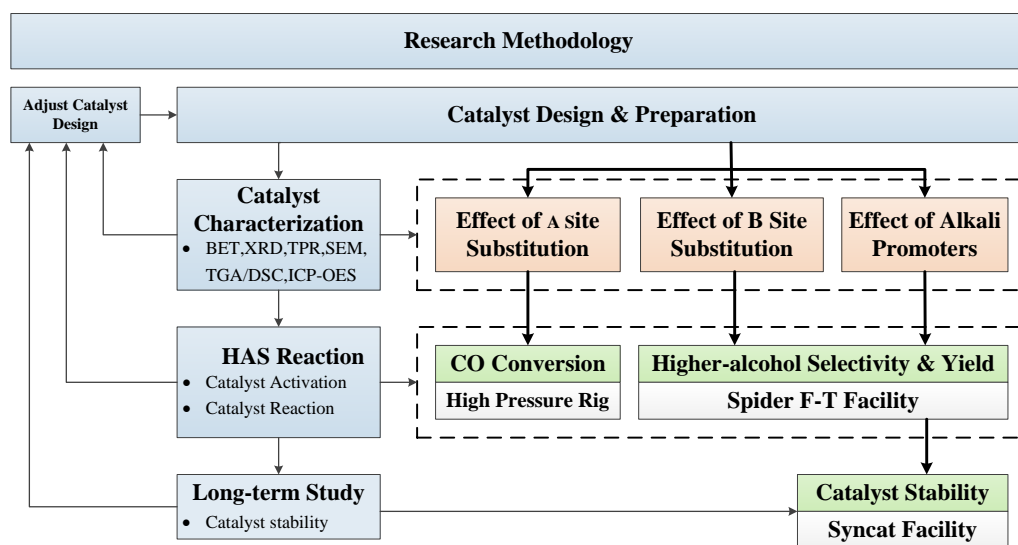 Research Methodology
Adjust Catalyst
Design
Catalyst Design & Preparation
Catalyst
Characterization
• BET,XRD,TPR,SEM,
TGA/DSC,ICP-OES
Effect of A Site
Substitution
Effect of B Site
Substitution
Effect of Alkali
Promoters
HAS Reaction
• Catalyst Activation
• Catalyst Reaction
CO Conversion
High Pressure Rig
Higher-alcohol Selectivity & Yield
Spider F-T Facility
Long-term Study
• Catalyst stability
Catalyst Stability
Syncat Facility